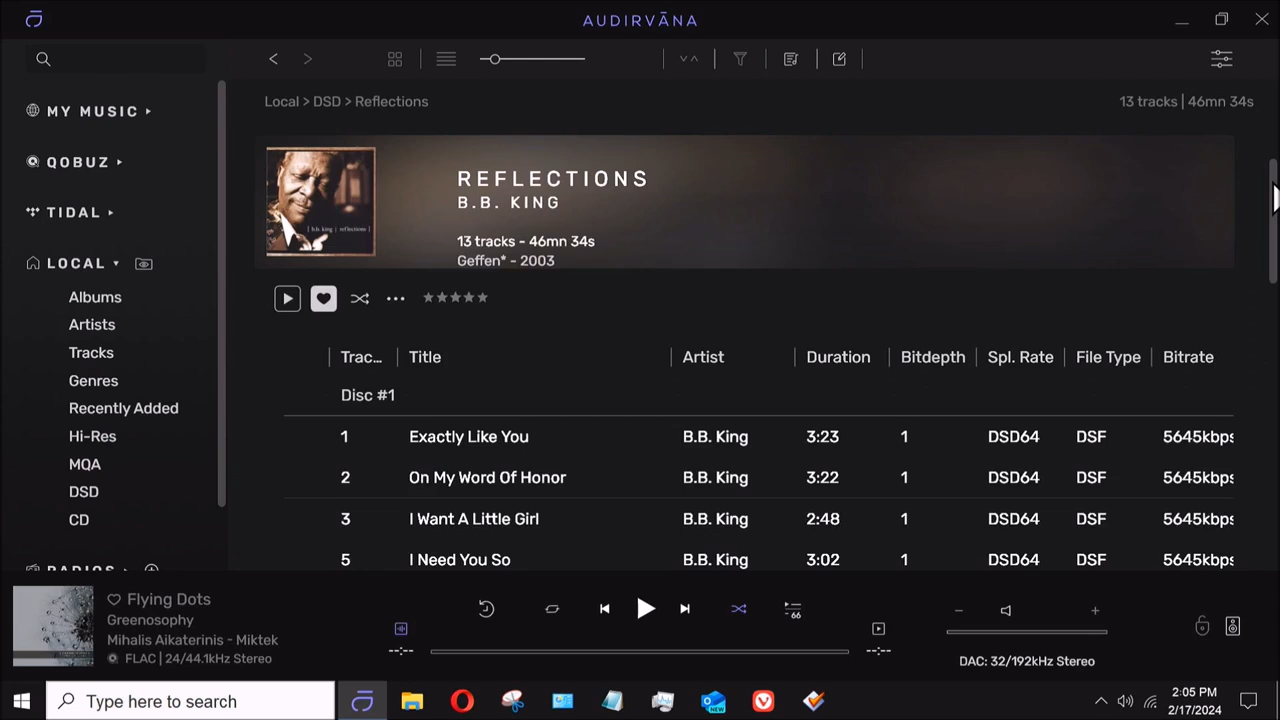 AUDIRVĀNA
Local > DSD > Reflections
13 tracks | 46mn 34s
MY MUSIC
QOBUZ
TIDAL
LOCAL
Albums
Artists
Tracks
Genres
Recently Added
Hi-Res
MQA
DSD
CD
RADIOS
[ b.b. king | reflections ]
REFLECTIONS
B.B. KING
13 tracks - 46mn 34s
Geffen* - 2003
Trac... Title Artist Duration Bitdepth Spl. Rate File Type Bitrate
Disc #1
1 Exactly Like You B.B. King 3:23 1 DSD64 DSF 5645kbps
2 On My Word Of Honor B.B. King 3:22 1 DSD64 DSF 5645kbps
3 I Want A Little Girl B.B. King 2:48 1 DSD64 DSF 5645kbps
5 I Need You So B.B. King 3:02 1 DSD64 DSF 5645kbps
Flying Dots
Greenosophy
Mihalis Aikaterinis - Miktek
FLAC | 24/44.1kHz Stereo
--:--
66
--:--
DAC: 32/192kHz Stereo
Type here to search
NEW
2:05 PM
2/17/2024